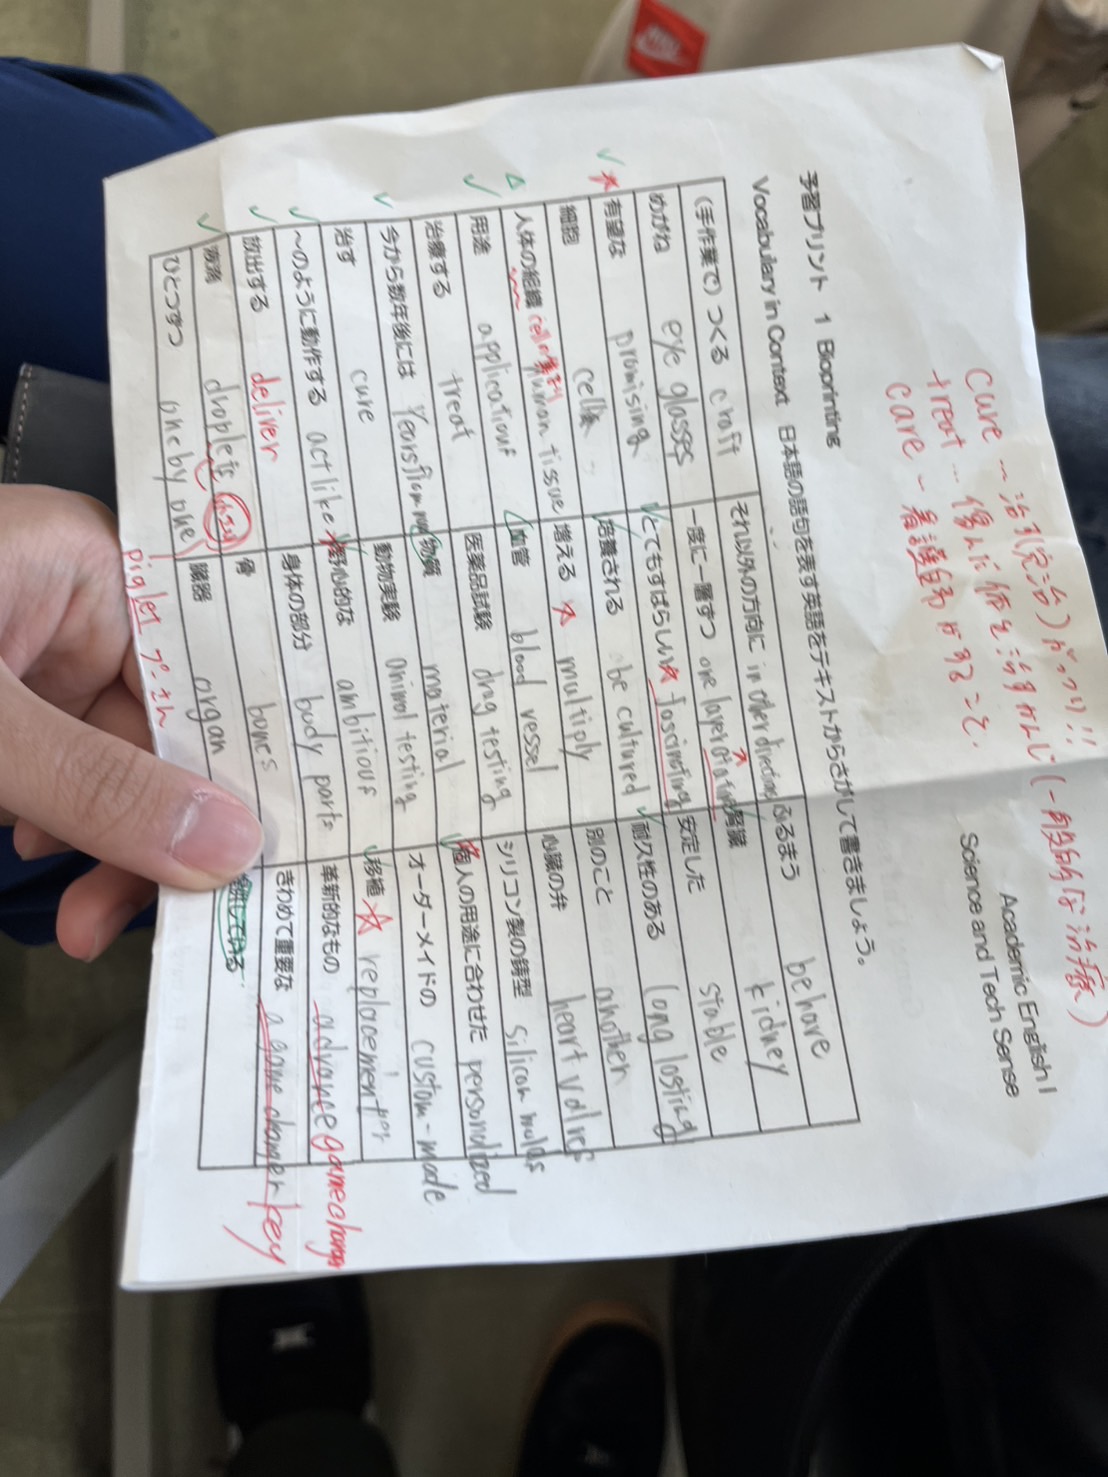 cure … 治す(完治)がっつり!!
treat … 傷んだ体を治すかんじ(一般的な治療)
care - 看護師がすること.
Academic English I
Science and Tech Sense
予習プリント 1 Bioprinting
Vocabulary in Context 日本語の語句を表す英語をテキストからさがして書きましょう。
(手作業で)つくる craft
めがね eye glasses
有望な promising
細胞 cell
人体の組織 cellの集まり human tissue
用途 applications
治療する treat
今から数年後には years from now
治す cure
～のように動作する act like
放出する deliver
液滴 droplets
ひとつずつ one by one
piglet プーさん
それ以外の方向に in other directions
一度に一層ずつ one layer at a time
とてもすばらしい fascinating
培養される be cultured
増える multiply
血管 blood vessel
医薬品試験 drug testing
物質 material
動物実験 animal testing
野心的な ambitious
身体の部分 body parts
骨 bones
臓器 organ
ふるまう behave
腎臓 kidney
安定した stable
耐久性のある long lasting
別のこと another
心臓の弁 heart valves
シリコン製の鋳型 silicon molds
個人の用途に合わせた personalized
オーダーメイドの custom-made
移植 replacement
革新的なもの advance game changer
きわめて重要な a game changer key
している